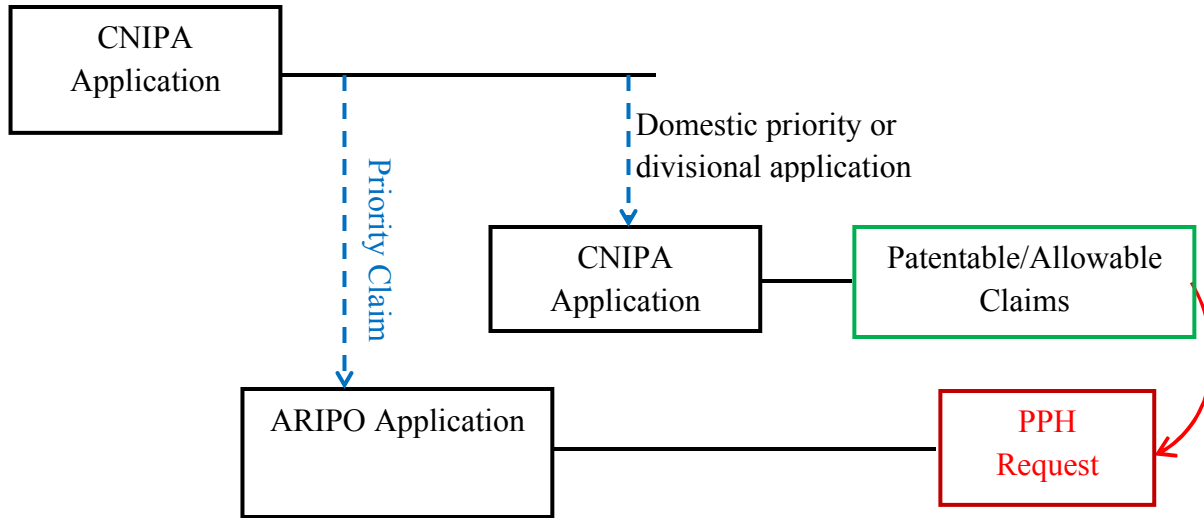 CNIPA
Application
Domestic priority or
divisional application
Priority Claim
CNIPA
Application
Patentable/Allowable
Claims
ARIPO Application
PPH
Request